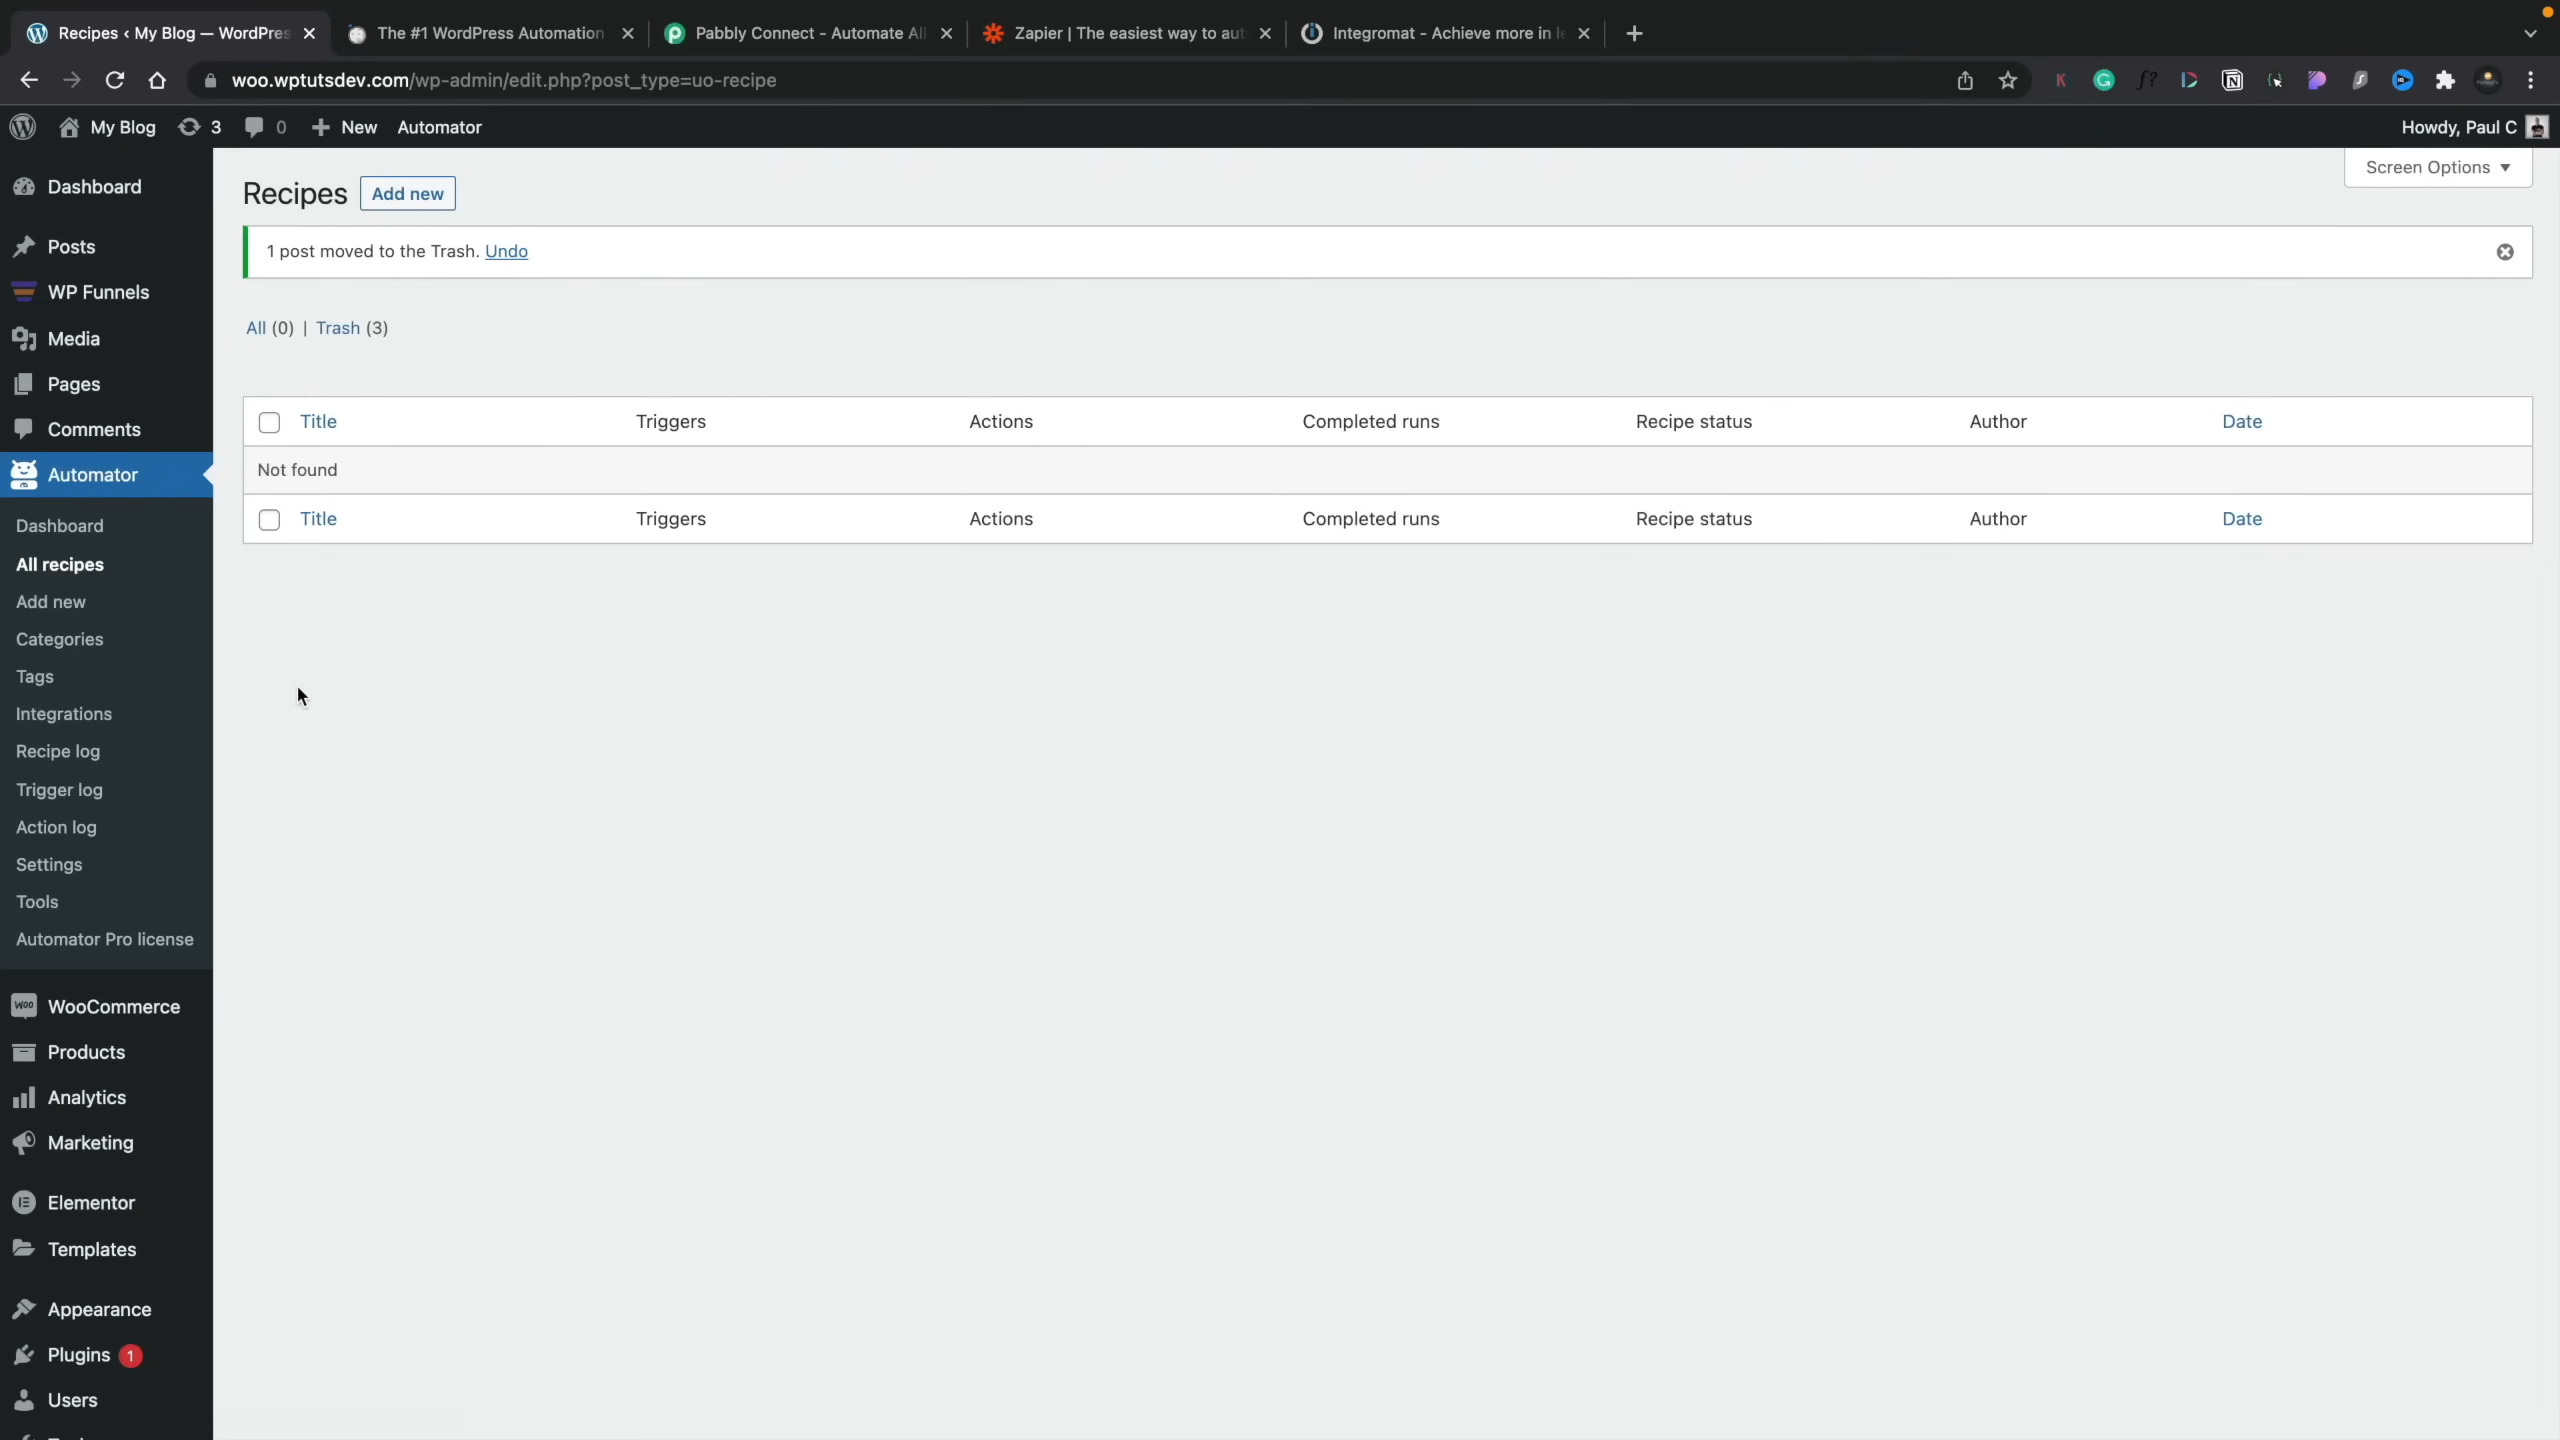 Recipes ‹ My Blog — WordPres
The #1 WordPress Automation
Pabbly Connect - Automate All
Zapier | The easiest way to aut
Integromat - Achieve more in le
woo.wptutsdev.com/wp-admin/edit.php?post_type=uo-recipe
My Blog
3
0
New
Automator
Howdy, Paul C
Dashboard
Posts
WP Funnels
Media
Pages
Comments
Automator
Dashboard
All recipes
Add new
Categories
Tags
Integrations
Recipe log
Trigger log
Action log
Settings
Tools
Automator Pro license
WooCommerce
Products
Analytics
Marketing
Elementor
Templates
Appearance
Plugins 1
Users
Screen Options
Recipes Add new
1 post moved to the Trash. Undo
All (0) | Trash (3)
Title Triggers Actions Completed runs Recipe status Author Date
Not found
Title Triggers Actions Completed runs Recipe status Author Date